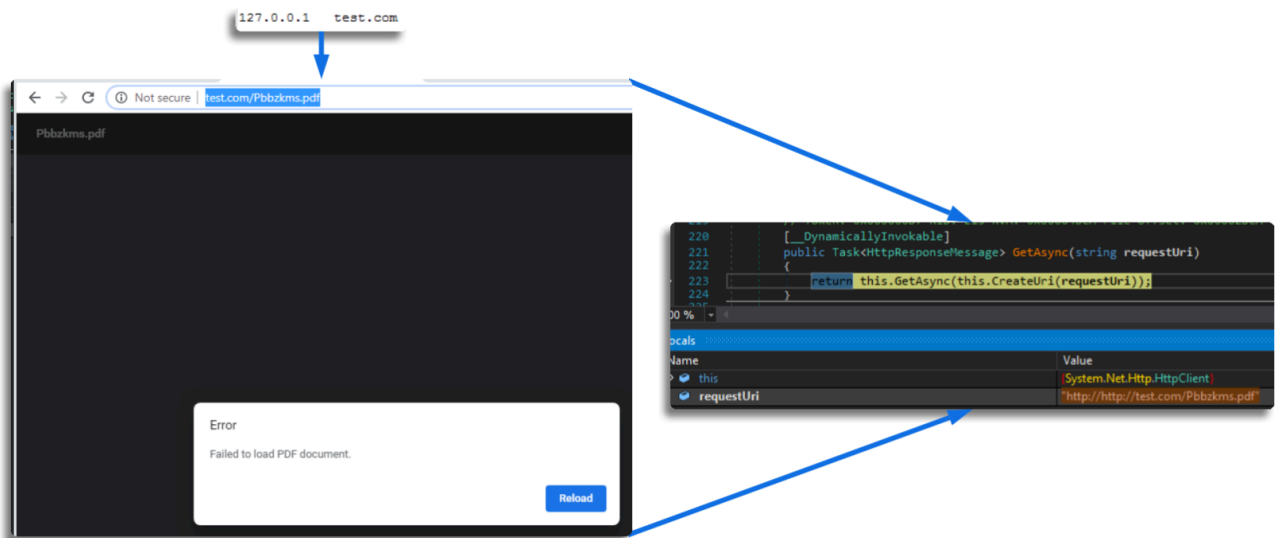 127.0.0.1 test.com
Not secure | test.com/Pbbzkms.pdf
Pbbzkms.pdf
Error
Failed to load PDF document.
Reload
220 [__DynamicallyInvokable]
221 public Task<HttpResponseMessage> GetAsync(string requestUri)
222 {
223 return this.GetAsync(this.CreateUri(requestUri));
224 }
00 %
ocals
Name Value
this {System.Net.Http.HttpClient}
requestUri "http://http://test.com/Pbbzkms.pdf"